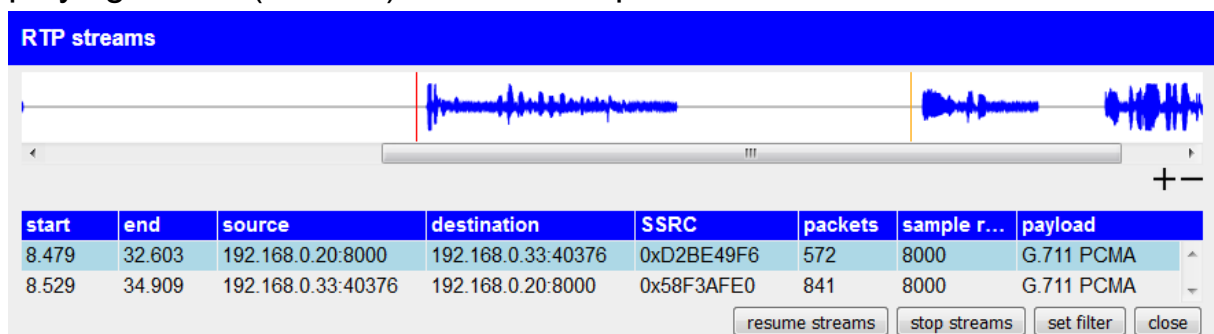 RTP streams
+−
start end source destination SSRC packets sample r... payload
8.479 32.603 192.168.0.20:8000 192.168.0.33:40376 0xD2BE49F6 572 8000 G.711 PCMA
8.529 34.909 192.168.0.33:40376 192.168.0.20:8000 0x58F3AFE0 841 8000 G.711 PCMA
resume streams stop streams set filter close